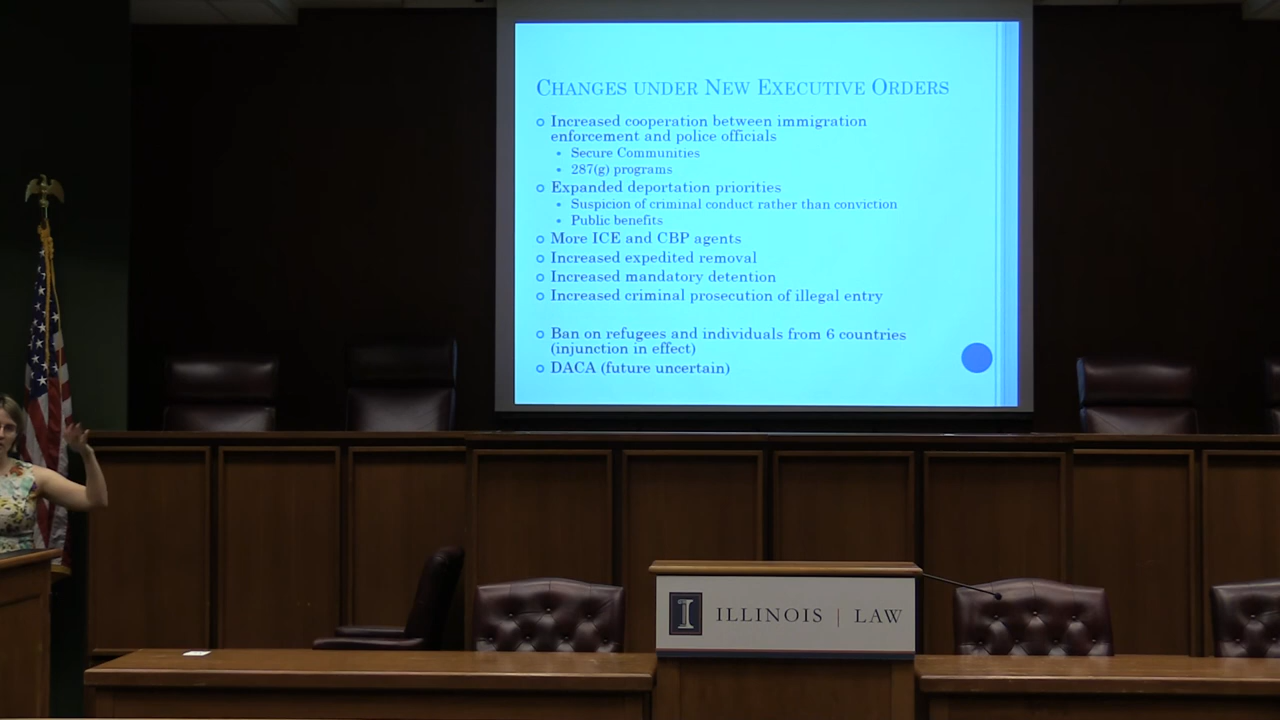 CHANGES UNDER NEW EXECUTIVE ORDERS
Increased cooperation between immigration
enforcement and police officials
Secure Communities
287(g) programs
Expanded deportation priorities
Suspicion of criminal conduct rather than conviction
Public benefits
More ICE and CBP agents
Increased expedited removal
Increased mandatory detention
Increased criminal prosecution of illegal entry
Ban on refugees and individuals from 6 countries
(injunction in effect)
DACA (future uncertain)
I ILLINOIS | LAW